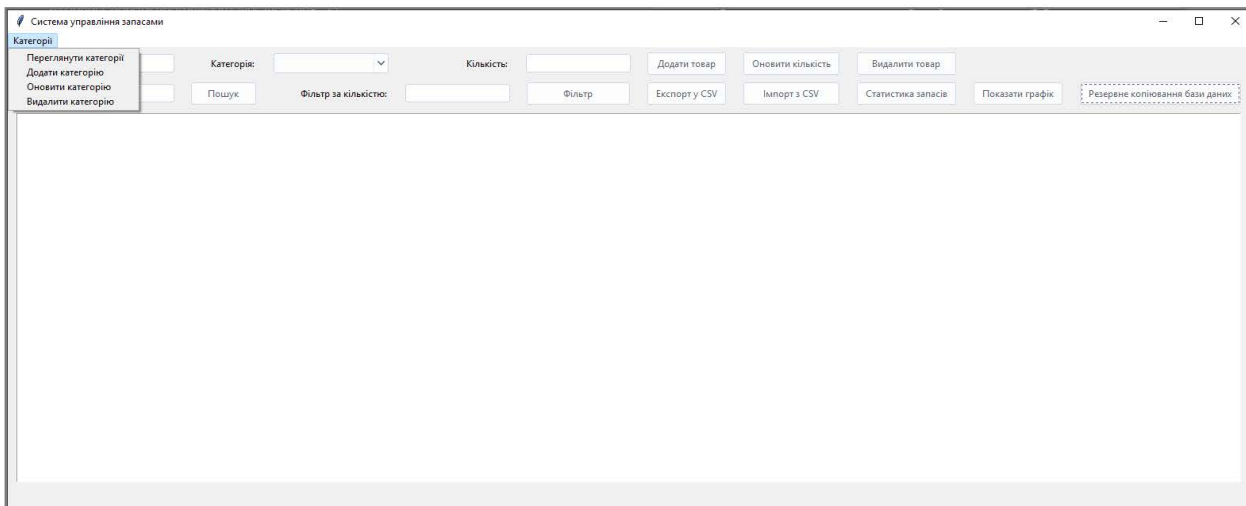 Система управління запасами
Категорії
Переглянути категорії
Додати категорію
Оновити категорію
Видалити категорію
Категорія: Кількість: Додати товар Оновити кількість Видалити товар
Пошук Фільтр за кількістю: Фільтр Експорт у CSV Імпорт з CSV Статистика запасів Показати графік Резервне копіювання бази даних